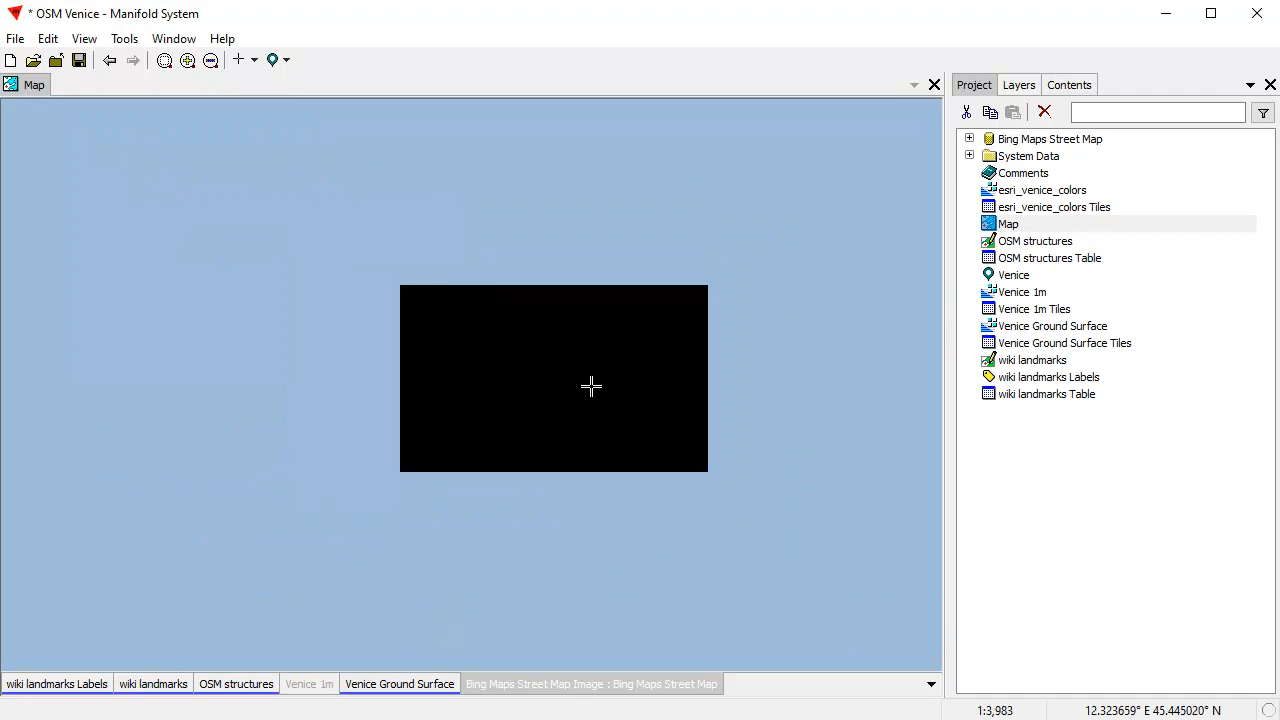 * OSM Venice - Manifold System
File Edit View Tools Window Help
Map
Project Layers Contents
Bing Maps Street Map
System Data
Comments
esri_venice_colors
esri_venice_colors Tiles
Map
OSM structures
OSM structures Table
Venice
Venice 1m
Venice 1m Tiles
Venice Ground Surface
Venice Ground Surface Tiles
wiki landmarks
wiki landmarks Labels
wiki landmarks Table
wiki landmarks Labels wiki landmarks OSM structures Venice 1m Venice Ground Surface Bing Maps Street Map Image : Bing Maps Street Map
1:3,983 12.323659° E 45.445020° N